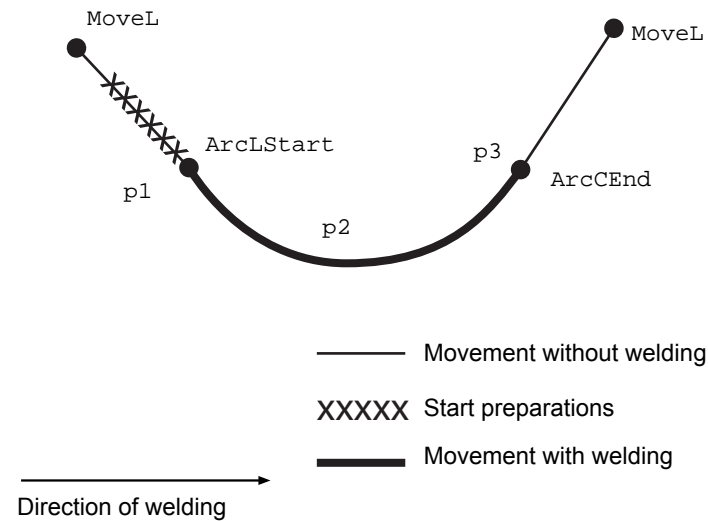 MoveL
MoveL
ArcLStart
p3
ArcCEnd
p1
p2
Movement without welding
XXXXX Start preparations
Movement with welding
Direction of welding